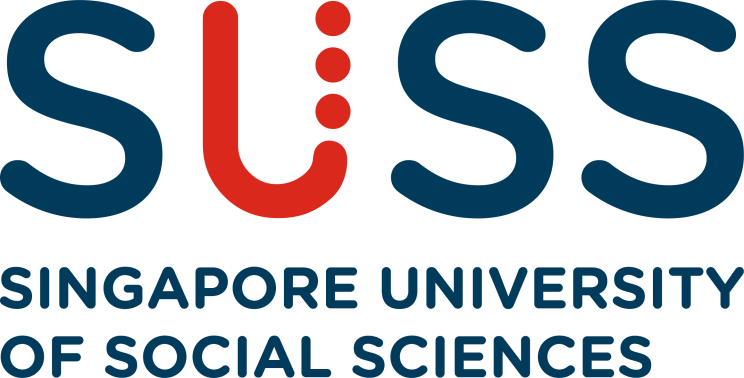 SUSS
SINGAPORE UNIVERSITY
OF SOCIAL SCIENCES